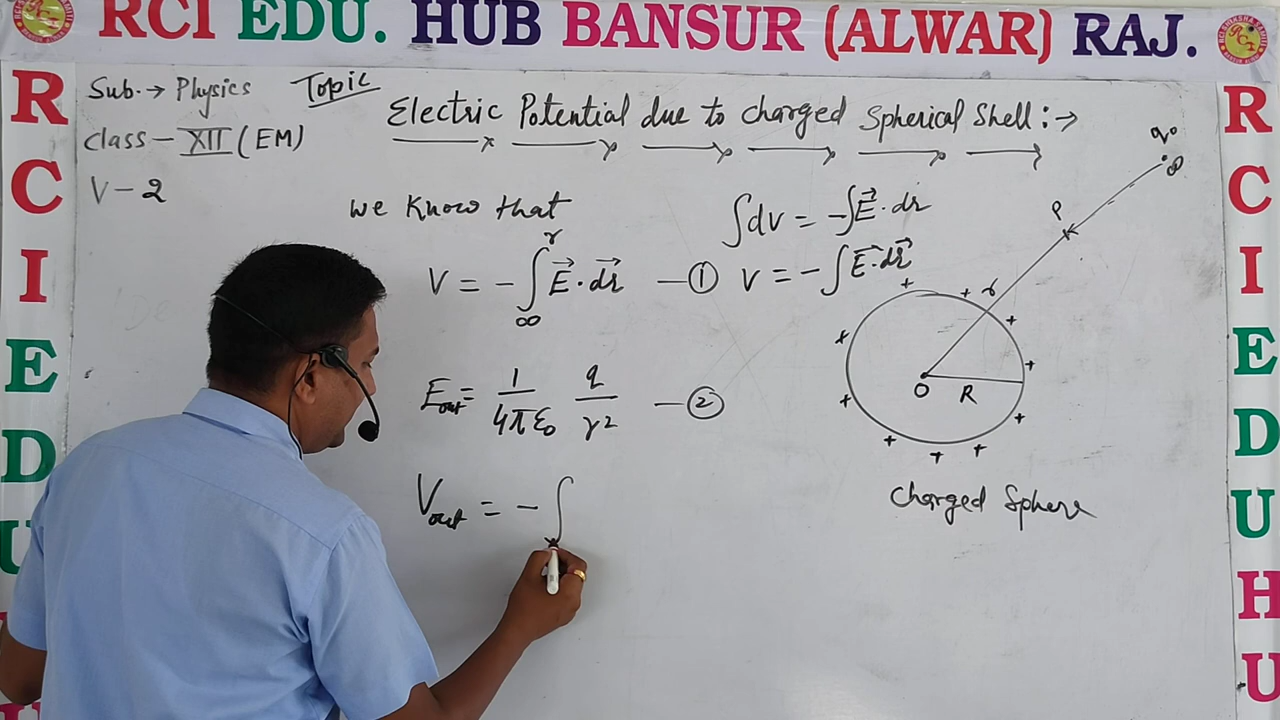 RCI EDU. HUB BANSUR (ALWAR) RAJ.
R
C
I
E
D
U
Sub.→ Physics
Class – XII (EM)
V – 2
Topic
Electric Potential due to charged Spherical Shell :→
we know that
V = - ∫_∞^r E⃗ · dr⃗ — ①
∫dv = -∫E⃗ · dr
V = - ∫E⃗ · dr⃗
E_out = 1/4πε₀ q/r² — ②
V_out = - ∫
∞
P
r
+ + + + + + + + + + +
O R
Charged Sphere
R
C
I
E
D
U
H
U